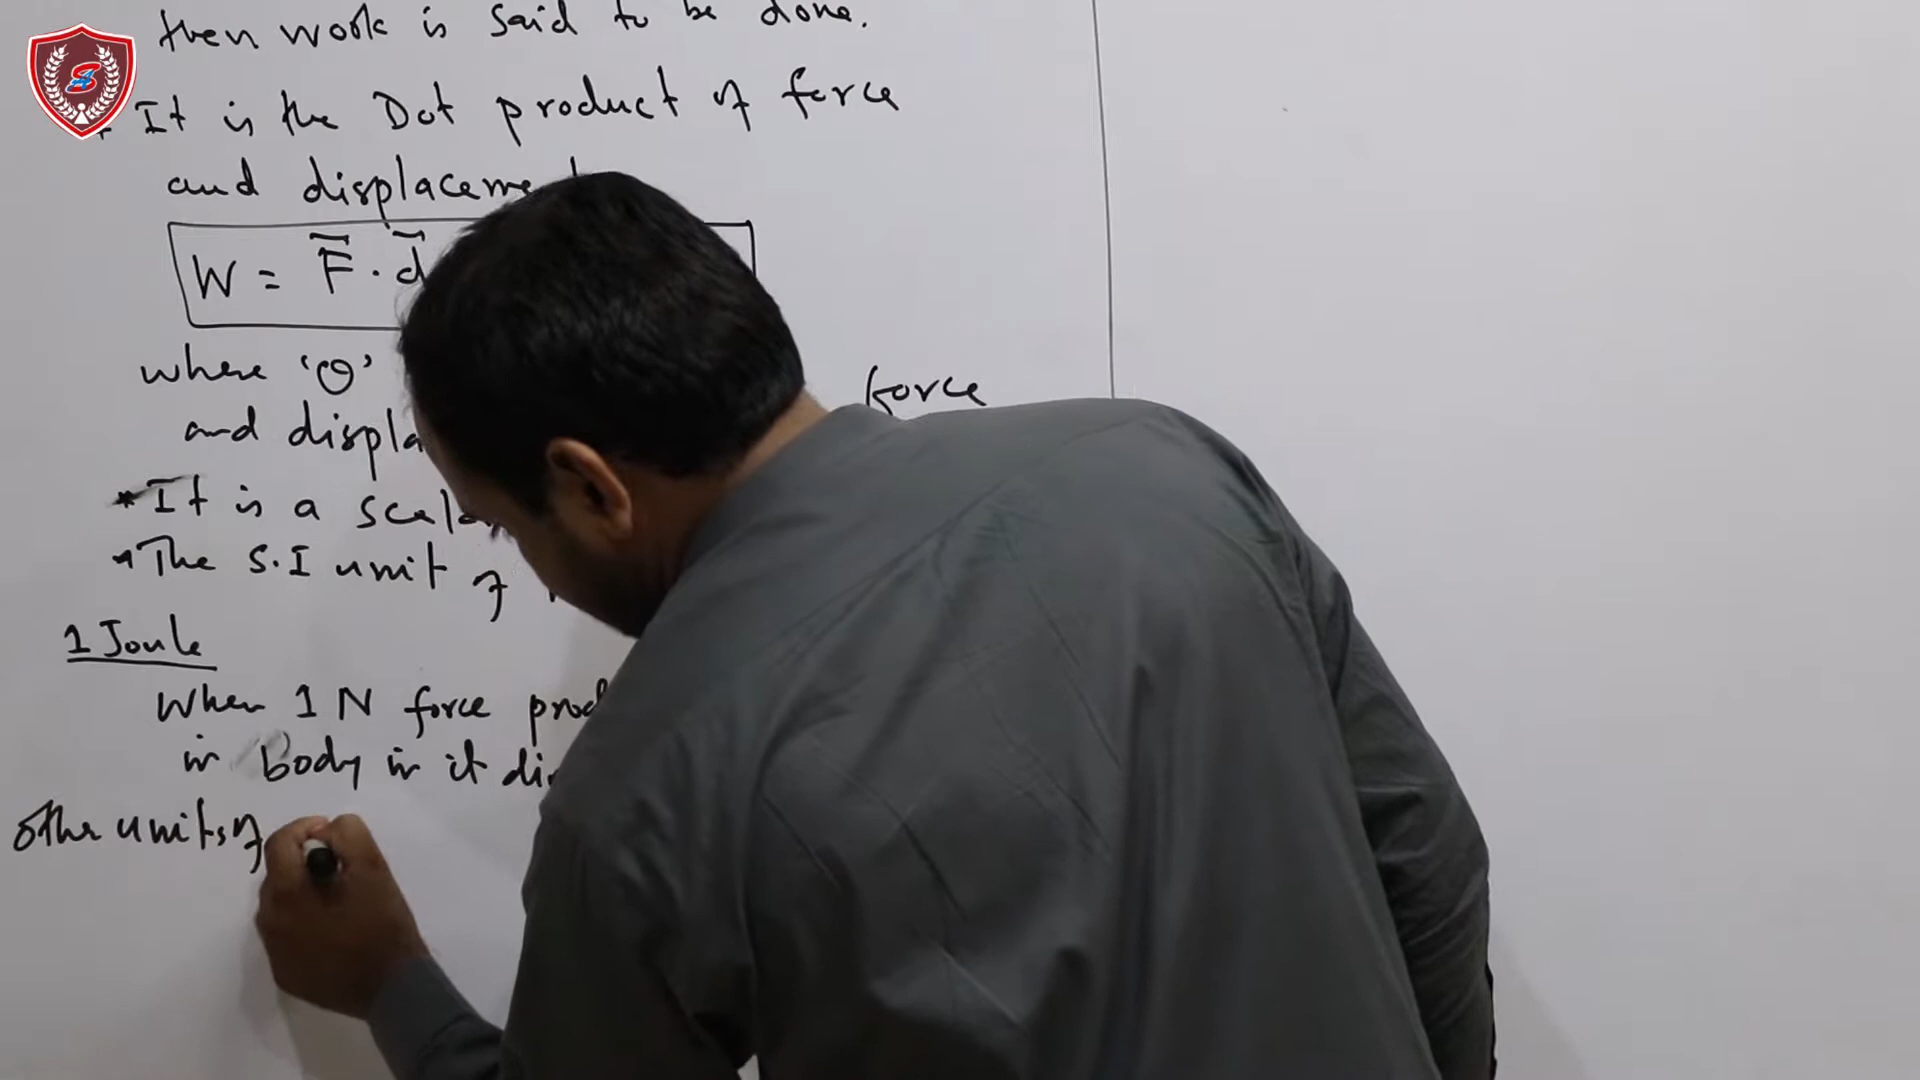 then work is said to be done.
It is the Dot product of force
and displacement
W = F̅ . d̅
where 'θ' force
and displa
* It is a scala
* The S.I unit of
1 Joule
When 1 N force prod
in Body in it di
other units of